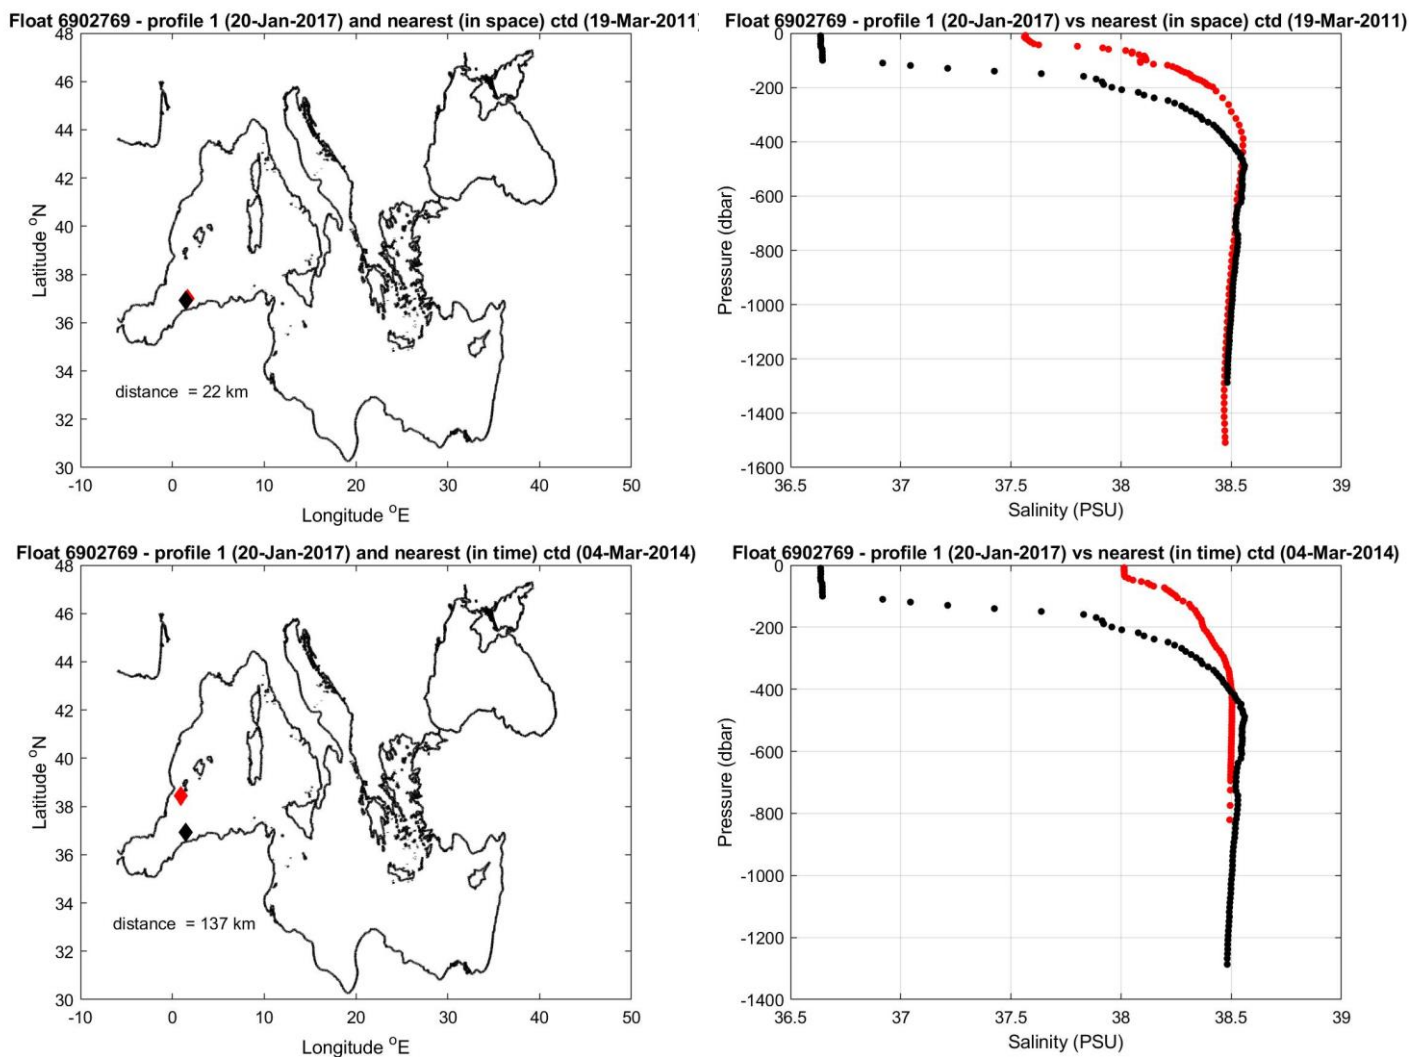 Float 6902769 - profile 1 (20-Jan-2017) and nearest (in space) ctd (19-Mar-2011)
48
46
44
42
40
38
36
34
32
30
Latitude °N
distance = 22 km
-10 0 10 20 30 40 50
Longitude °E
Float 6902769 - profile 1 (20-Jan-2017) vs nearest (in space) ctd (19-Mar-2011)
0
-200
-400
-600
-800
-1000
-1200
-1400
-1600
Pressure (dbar)
36.5 37 37.5 38 38.5 39
Salinity (PSU)
Float 6902769 - profile 1 (20-Jan-2017) and nearest (in time) ctd (04-Mar-2014)
48
46
44
42
40
38
36
34
32
30
Latitude °N
distance = 137 km
-10 0 10 20 30 40 50
Longitude °E
Float 6902769 - profile 1 (20-Jan-2017) vs nearest (in time) ctd (04-Mar-2014)
0
-200
-400
-600
-800
-1000
-1200
-1400
Pressure (dbar)
36.5 37 37.5 38 38.5 39
Salinity (PSU)